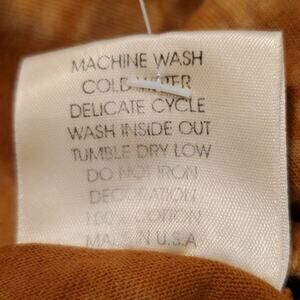 MACHINE WASH
COLD WATER
DELICATE CYCLE
WASH INSIDE OUT
TUMBLE DRY LOW
DO NOT IRON
DECORATION
100% COTTON
MADE IN U.S.A